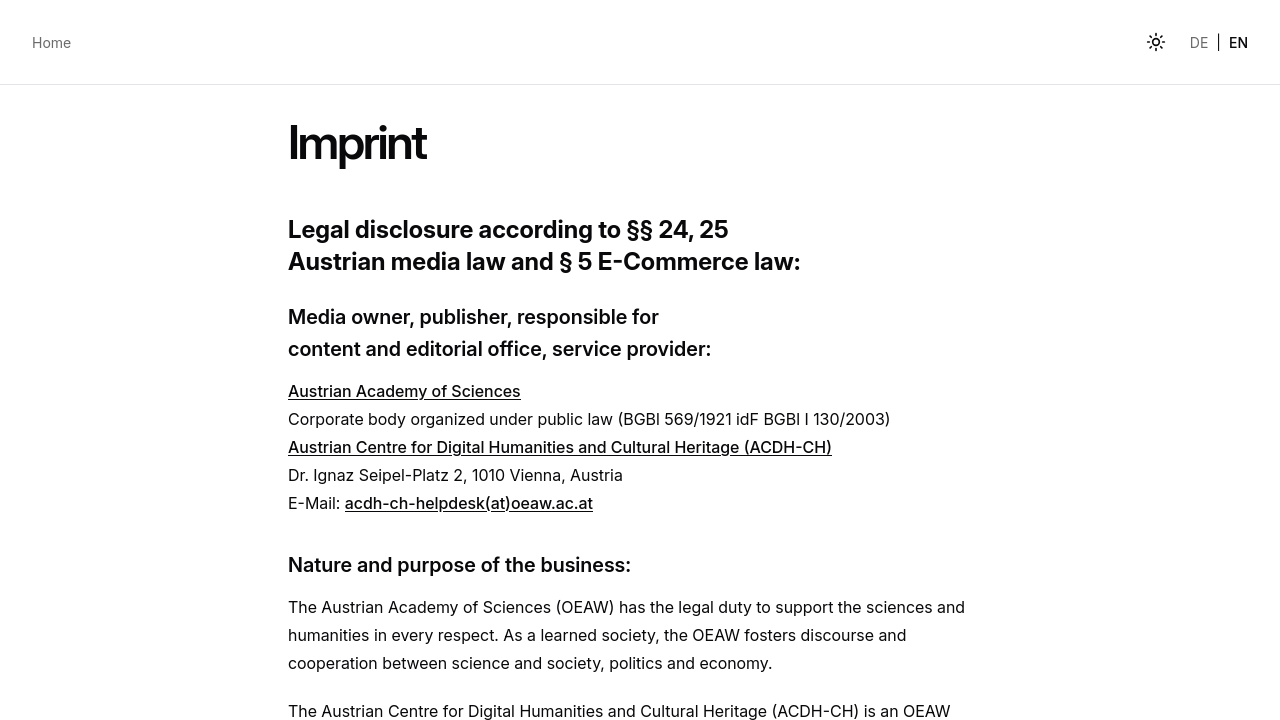 Home
DE | EN
Imprint
Legal disclosure according to §§ 24, 25
Austrian media law and § 5 E-Commerce law:
Media owner, publisher, responsible for
content and editorial office, service provider:
Austrian Academy of Sciences
Corporate body organized under public law (BGBl 569/1921 idF BGBl I 130/2003)
Austrian Centre for Digital Humanities and Cultural Heritage (ACDH-CH)
Dr. Ignaz Seipel-Platz 2, 1010 Vienna, Austria
E-Mail: acdh-ch-helpdesk(at)oeaw.ac.at
Nature and purpose of the business:
The Austrian Academy of Sciences (OEAW) has the legal duty to support the sciences and
humanities in every respect. As a learned society, the OEAW fosters discourse and
cooperation between science and society, politics and economy.
The Austrian Centre for Digital Humanities and Cultural Heritage (ACDH-CH) is an OEAW